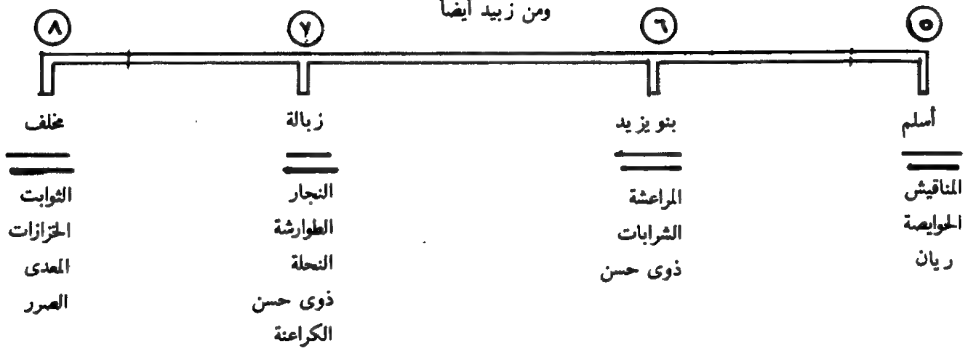 ومن زبيد أيضا
٥
أسلم
المناقيش
الحوايصة
ريان
٦
بنو يزيد
المراعشة
الشرابات
ذوى حسن
٧
زبالة
النجار
الطوارشة
النحلة
ذوى حسن
الكراعنة
٨
مخلف
الثوابت
الخزازات
المعدى
الصرر